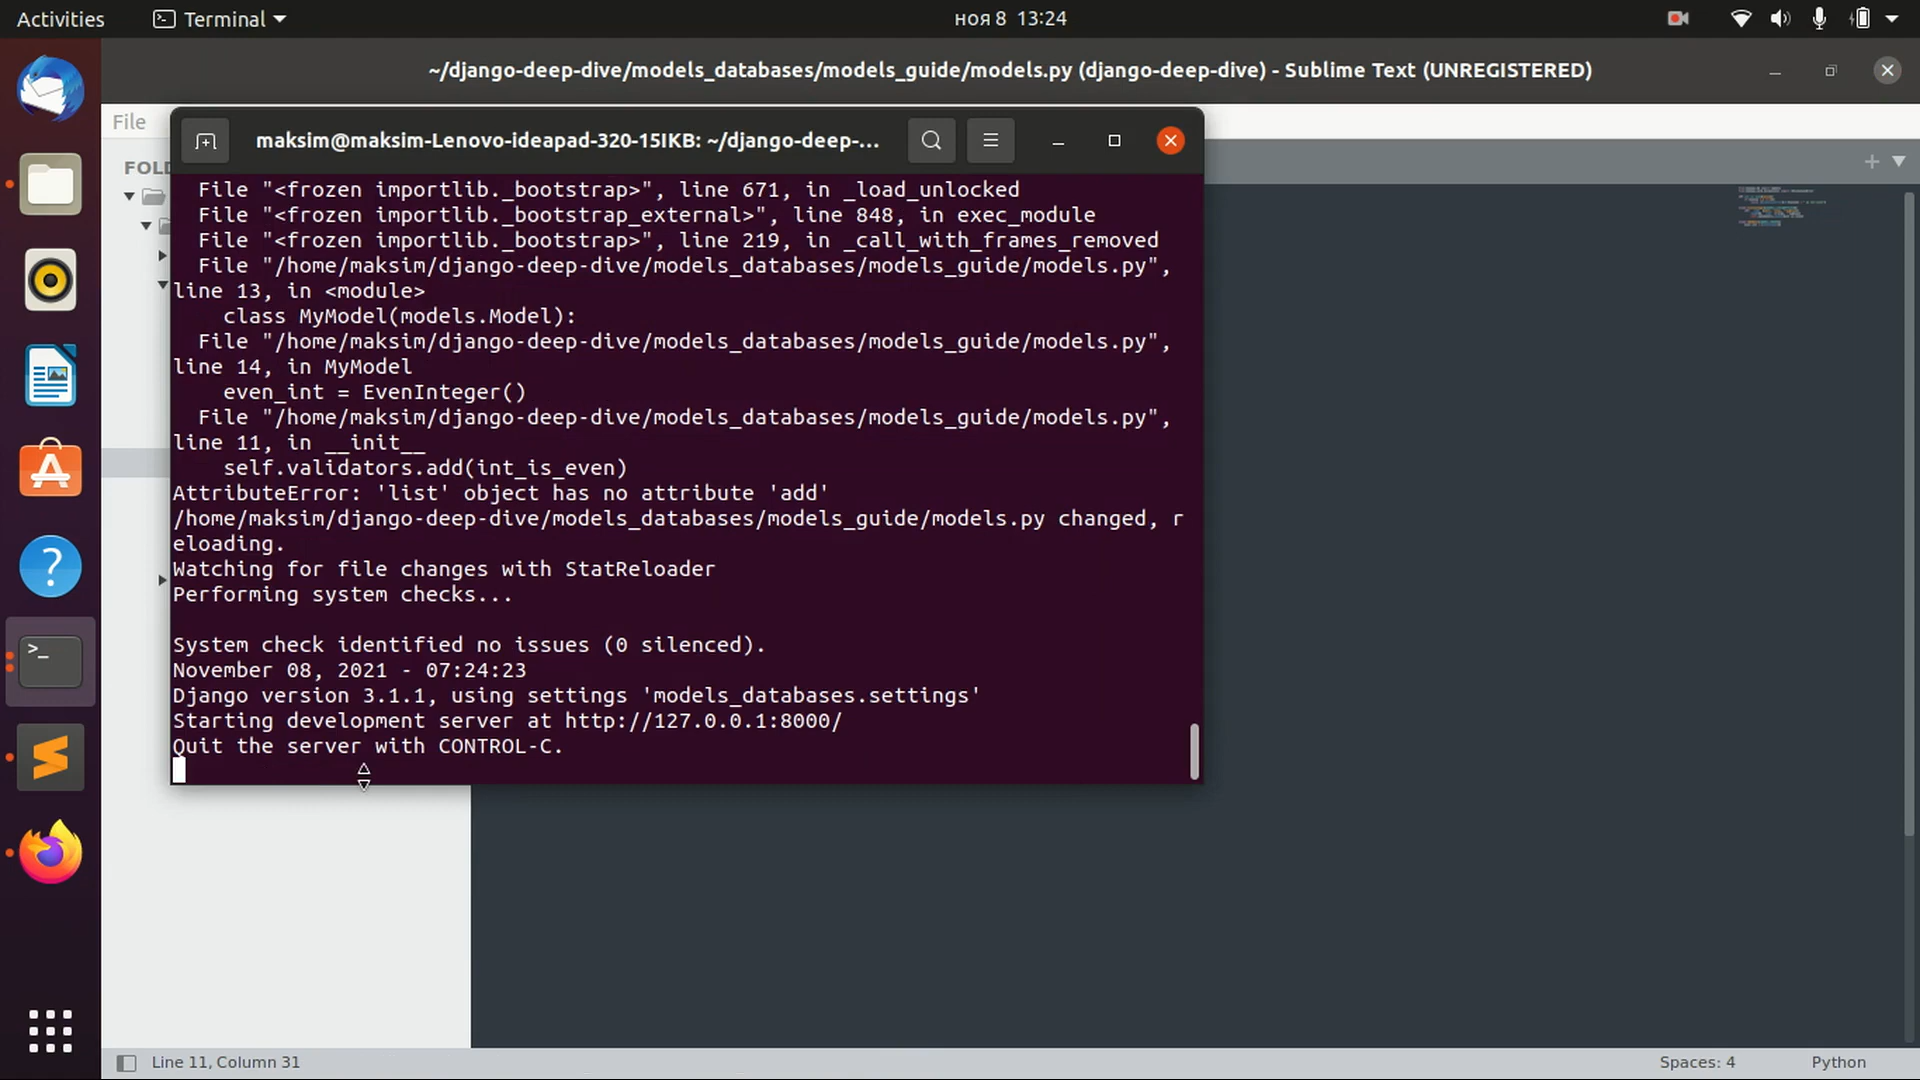 Activities
Terminal
ноя 8 13:24
~/django-deep-dive/models_databases/models_guide/models.py (django-deep-dive) - Sublime Text (UNREGISTERED)
File
FOL
maksim@maksim-Lenovo-ideapad-320-15IKB: ~/django-deep-...
File "<frozen importlib._bootstrap>", line 671, in _load_unlocked
File "<frozen importlib._bootstrap_external>", line 848, in exec_module
File "<frozen importlib._bootstrap>", line 219, in _call_with_frames_removed
File "/home/maksim/django-deep-dive/models_databases/models_guide/models.py",
line 13, in <module>
class MyModel(models.Model):
File "/home/maksim/django-deep-dive/models_databases/models_guide/models.py",
line 14, in MyModel
even_int = EvenInteger()
File "/home/maksim/django-deep-dive/models_databases/models_guide/models.py",
line 11, in __init__
self.validators.add(int_is_even)
AttributeError: 'list' object has no attribute 'add'
/home/maksim/django-deep-dive/models_databases/models_guide/models.py changed, r
eloading.
Watching for file changes with StatReloader
Performing system checks...
System check identified no issues (0 silenced).
November 08, 2021 - 07:24:23
Django version 3.1.1, using settings 'models_databases.settings'
Starting development server at http://127.0.0.1:8000/
Quit the server with CONTROL-C.
Line 11, Column 31
Spaces: 4
Python